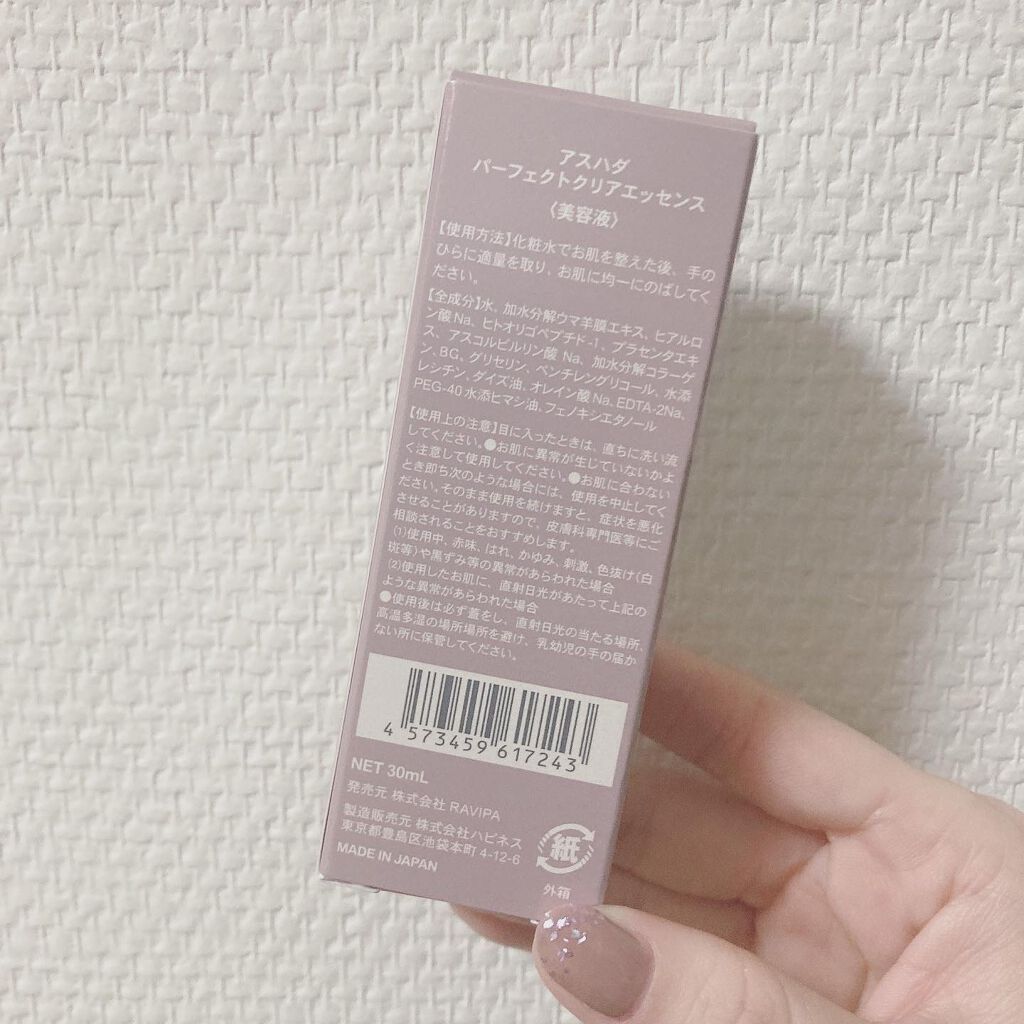 アスハダ
パーフェクトクリアエッセンス
〈美容液〉
【使用方法】化粧水でお肌を整えた後、手の
ひらに適量を取り、お肌に均一にのばしてく
ださい。
【全成分】水、加水分解ウマ羊膜エキス、ヒアルロ
ン酸Na、ヒトオリゴペプチド-1、プラセンタエキ
ス、アスコルビルリン酸 Na、加水分解コラーゲ
ン、BG、グリセリン、ペンチレングリコール、水添
レシチン、ダイズ油、オレイン酸Na、EDTA-2Na、
PEG-40水添ヒマシ油、フェノキシエタノール
【使用上の注意】目に入ったときは、直ちに洗い流
してください。●お肌に異常が生じていないかよ
く注意して使用してください。●お肌に合わない
とき即ち次のような場合には、使用を中止してく
ださい。そのまま使用を続けますと、症状を悪化
させることがありますので、皮膚科専門医等にご
相談されることをおすすめします。
(1)使用中、赤味、はれ、かゆみ、刺激、色抜け(白
斑等)や黒ずみ等の異常があらわれた場合
(2)使用したお肌に、直射日光があたって上記の
ような異常があらわれた場合
●使用後は必ず蓋をし、直射日光の当たる場所、
高温多湿の場所場所を避け、乳幼児の手の届か
ない所に保管してください。
4 573459 617243
NET 30mL
発売元 株式会社 RAVIPA
製造販売元 株式会社ハピネス
東京都豊島区池袋本町 4-12-6
MADE IN JAPAN
紙
外箱